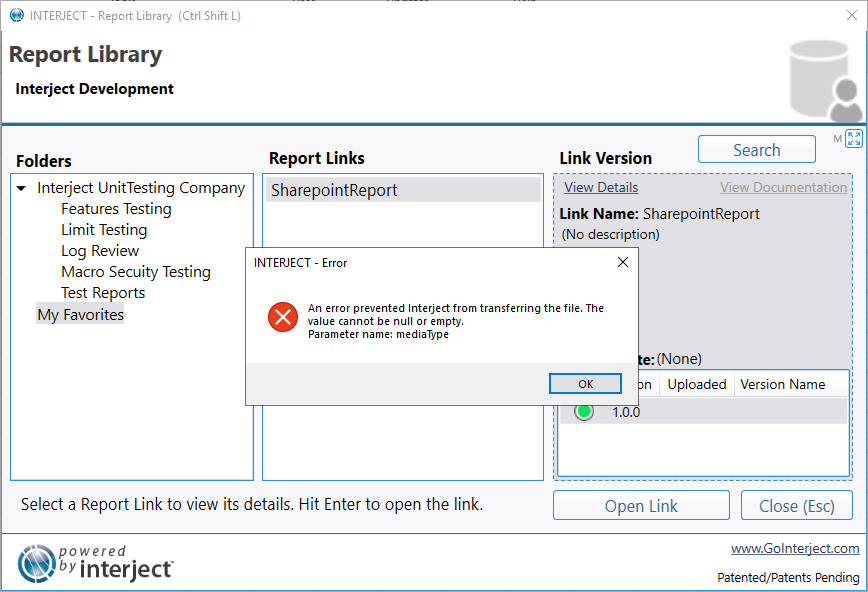 INTERJECT - Report Library (Ctrl Shift L)
Report Library
Interject Development
M
Search
Folders
Report Links
Link Version
Interject UnitTesting Company
Features Testing
Limit Testing
Log Review
Macro Secuity Testing
Test Reports
My Favorites
SharepointReport
View Details
View Documentation
Link Name: SharepointReport
(No description)
INTERJECT - Error
An error prevented Interject from transferring the file. The
value cannot be null or empty.
Parameter name: mediaType
OK
te: (None)
on
Uploaded
Version Name
1.0.0
Select a Report Link to view its details. Hit Enter to open the link.
Open Link
Close (Esc)
powered
by interject™
www.GoInterject.com
Patented/Patents Pending